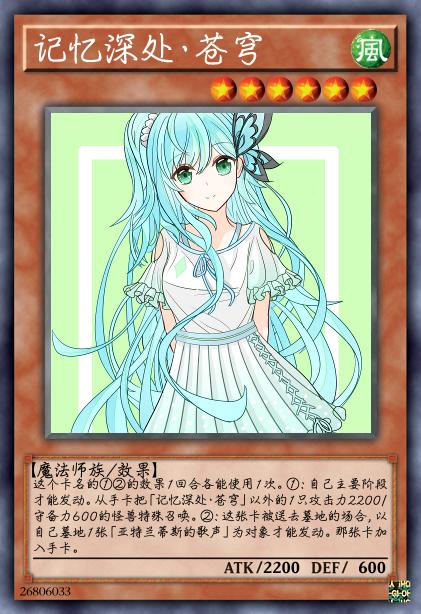 记忆深处·苍穹
風
【魔法师族/效果】
这个卡名的①②的效果1回合各能使用1次。①：自己主要阶段
才能发动。从手卡把「记忆深处·苍穹」以外的1只攻击力2200/
守备力600的怪兽特殊召唤。②：这张卡被送去墓地的场合，以
自己墓地1张「亚特兰蒂斯的歌声」为对象才能发动。那张卡加
入手卡。
ATK/2200 DEF/ 600
26806033